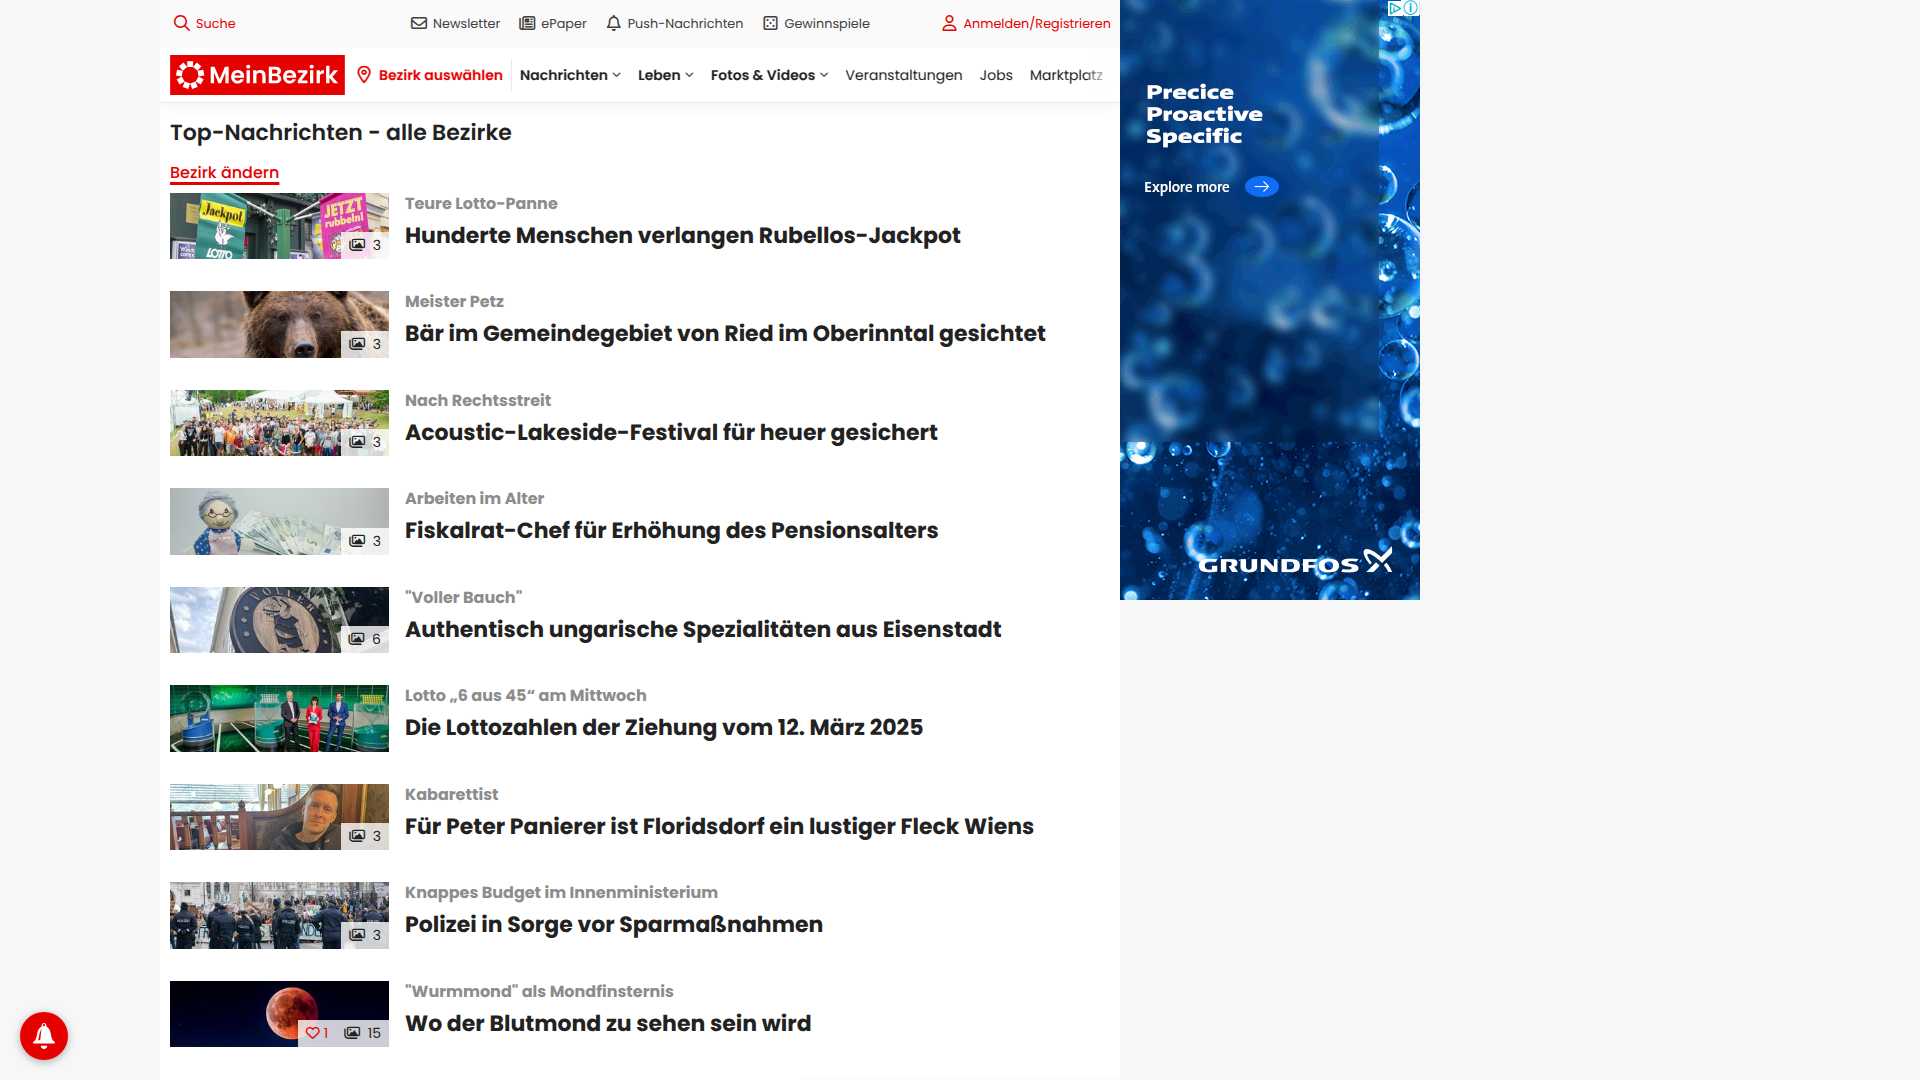 Suche
Newsletter
ePaper
Push-Nachrichten
Gewinnspiele
Anmelden/Registrieren
MeinBezirk
Bezirk auswählen
Nachrichten
Leben
Fotos & Videos
Veranstaltungen
Jobs
Marktplatz
Top-Nachrichten - alle Bezirke
Bezirk ändern
Jackpot
LOTTO
JETZT
rubbeln!
3
Teure Lotto-Panne
Hunderte Menschen verlangen Rubellos-Jackpot
3
Meister Petz
Bär im Gemeindegebiet von Ried im Oberinntal gesichtet
3
Nach Rechtsstreit
Acoustic-Lakeside-Festival für heuer gesichert
3
Arbeiten im Alter
Fiskalrat-Chef für Erhöhung des Pensionsalters
VOLLER
6
"Voller Bauch"
Authentisch ungarische Spezialitäten aus Eisenstadt
Lotto „6 aus 45“ am Mittwoch
Die Lottozahlen der Ziehung vom 12. März 2025
3
Kabarettist
Für Peter Panierer ist Floridsdorf ein lustiger Fleck Wiens
3
Knappes Budget im Innenministerium
Polizei in Sorge vor Sparmaßnahmen
1
15
"Wurmmond" als Mondfinsternis
Wo der Blutmond zu sehen sein wird
Precice
Proactive
Specific
Explore more
GRUNDFOS